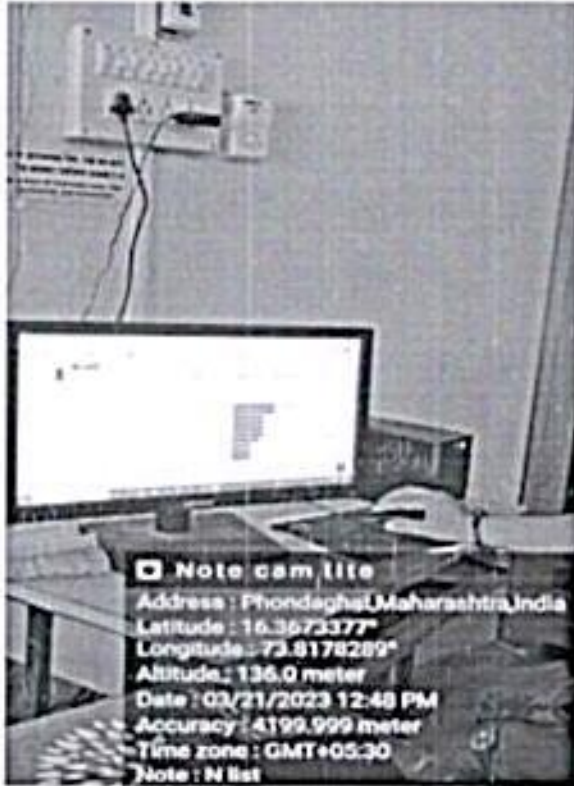 Note cam lite
Address : Phondaghat,Maharashtra,India
Latitude : 16.3673377°
Longitude : 73.8178289°
Altitude : 136.0 meter
Date : 03/21/2023 12:48 PM
Accuracy : 4199.999 meter
Time zone : GMT+05:30
Note : N list